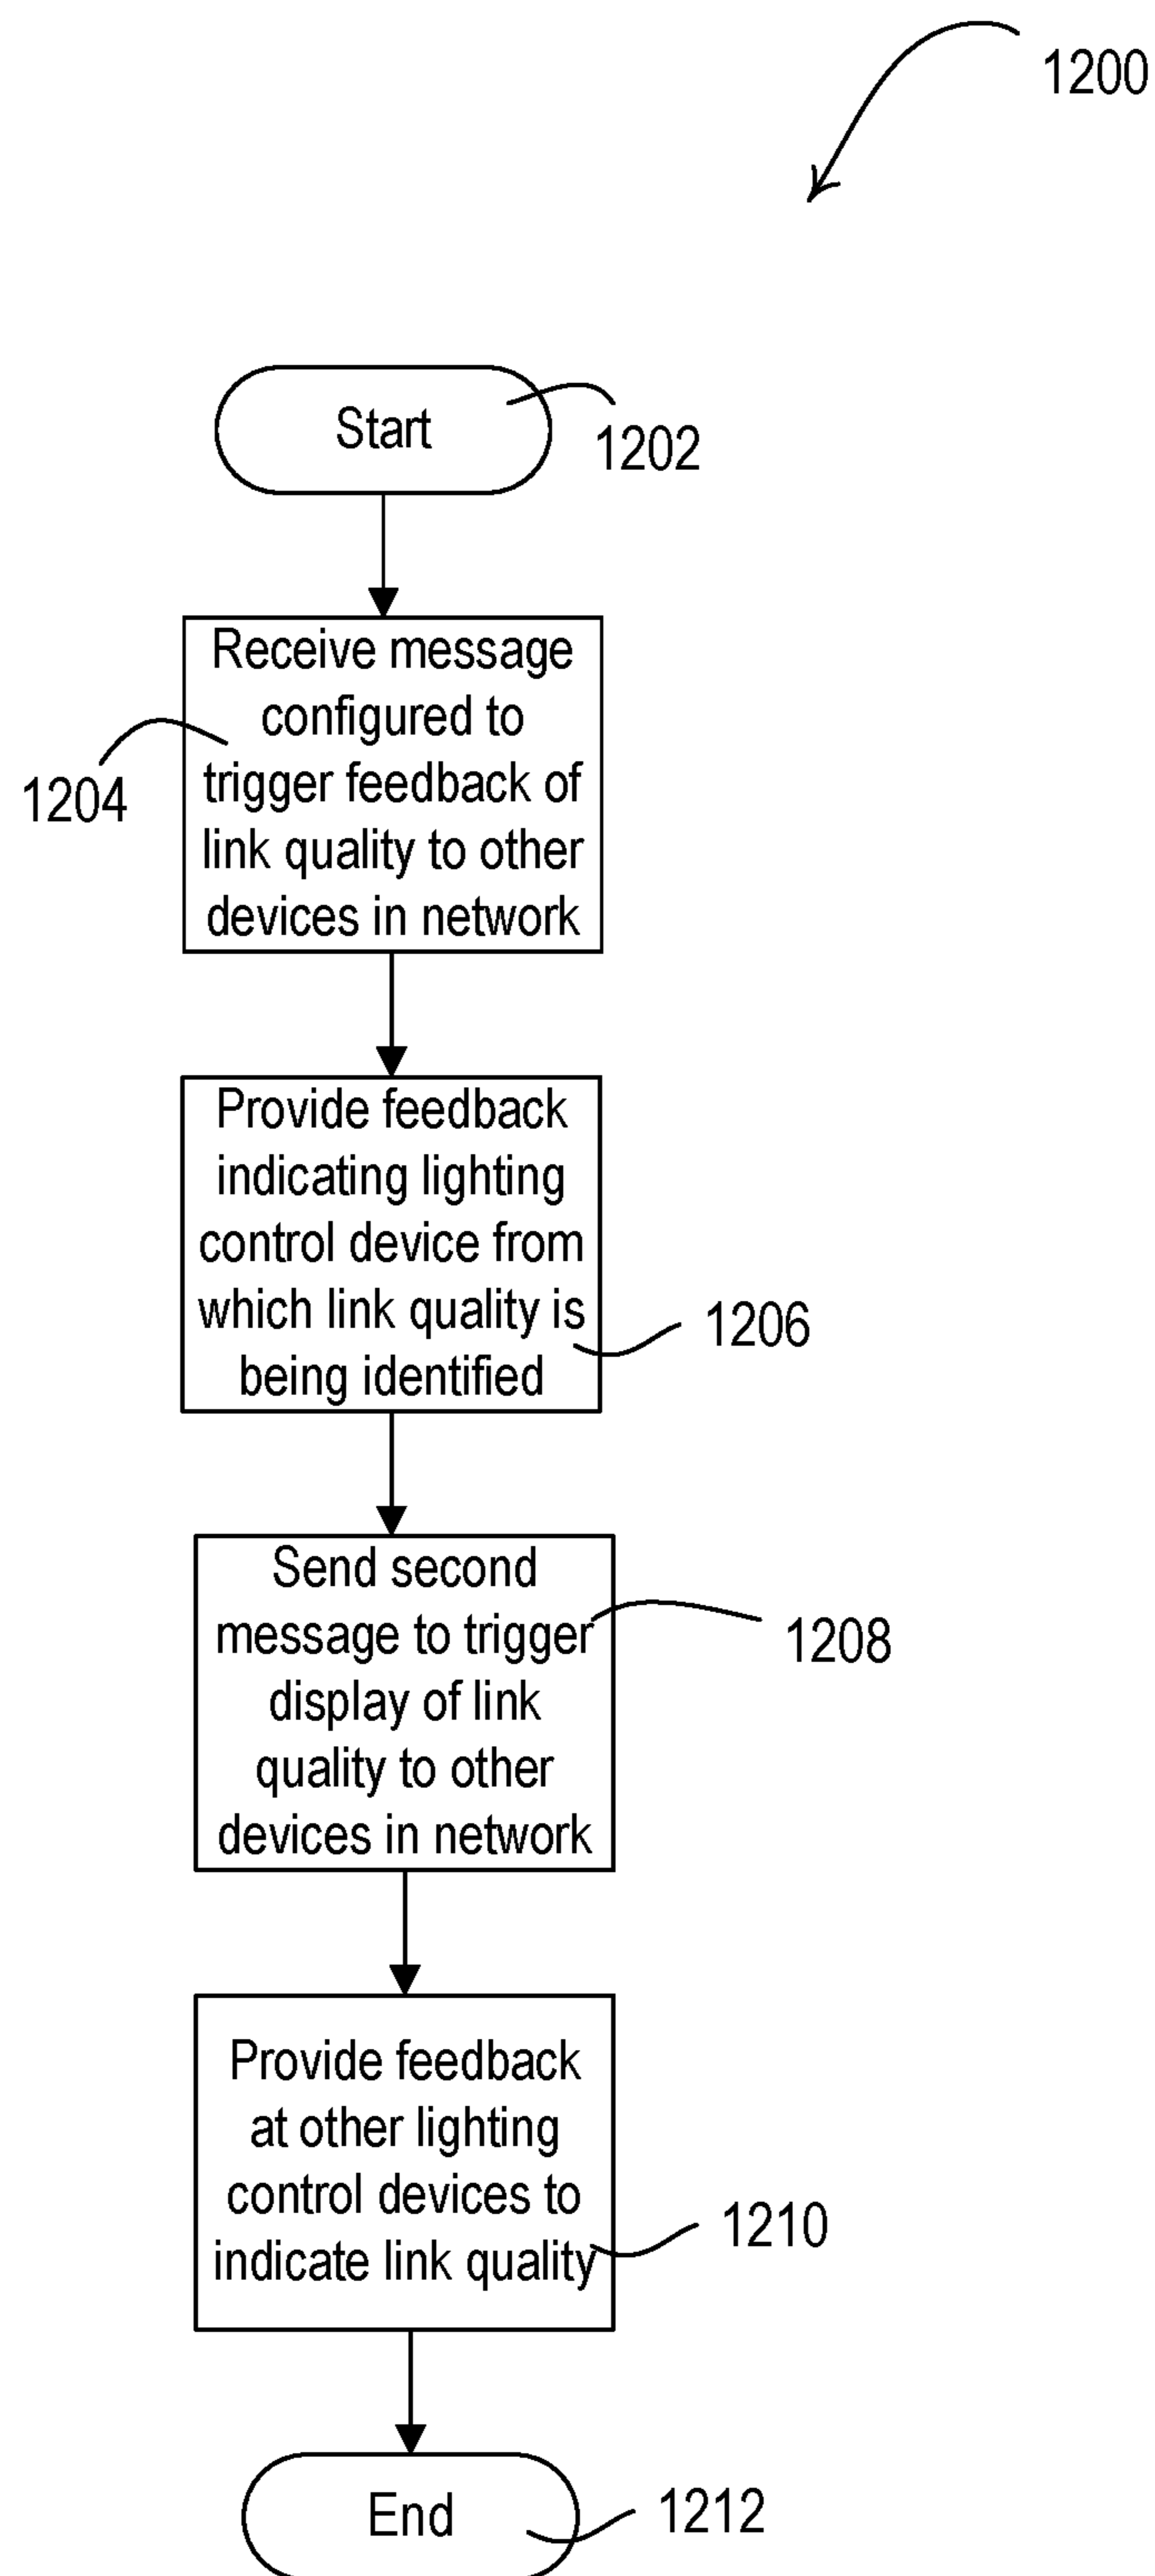 1200
Start
1202
Receive message
configured to
trigger feedback of
link quality to other
devices in network
1204
Provide feedback
indicating lighting
control device from
which link quality is
being identified
1206
Send second
message to trigger
display of link
quality to other
devices in network
1208
Provide feedback
at other lighting
control devices to
indicate link quality
1210
End
1212